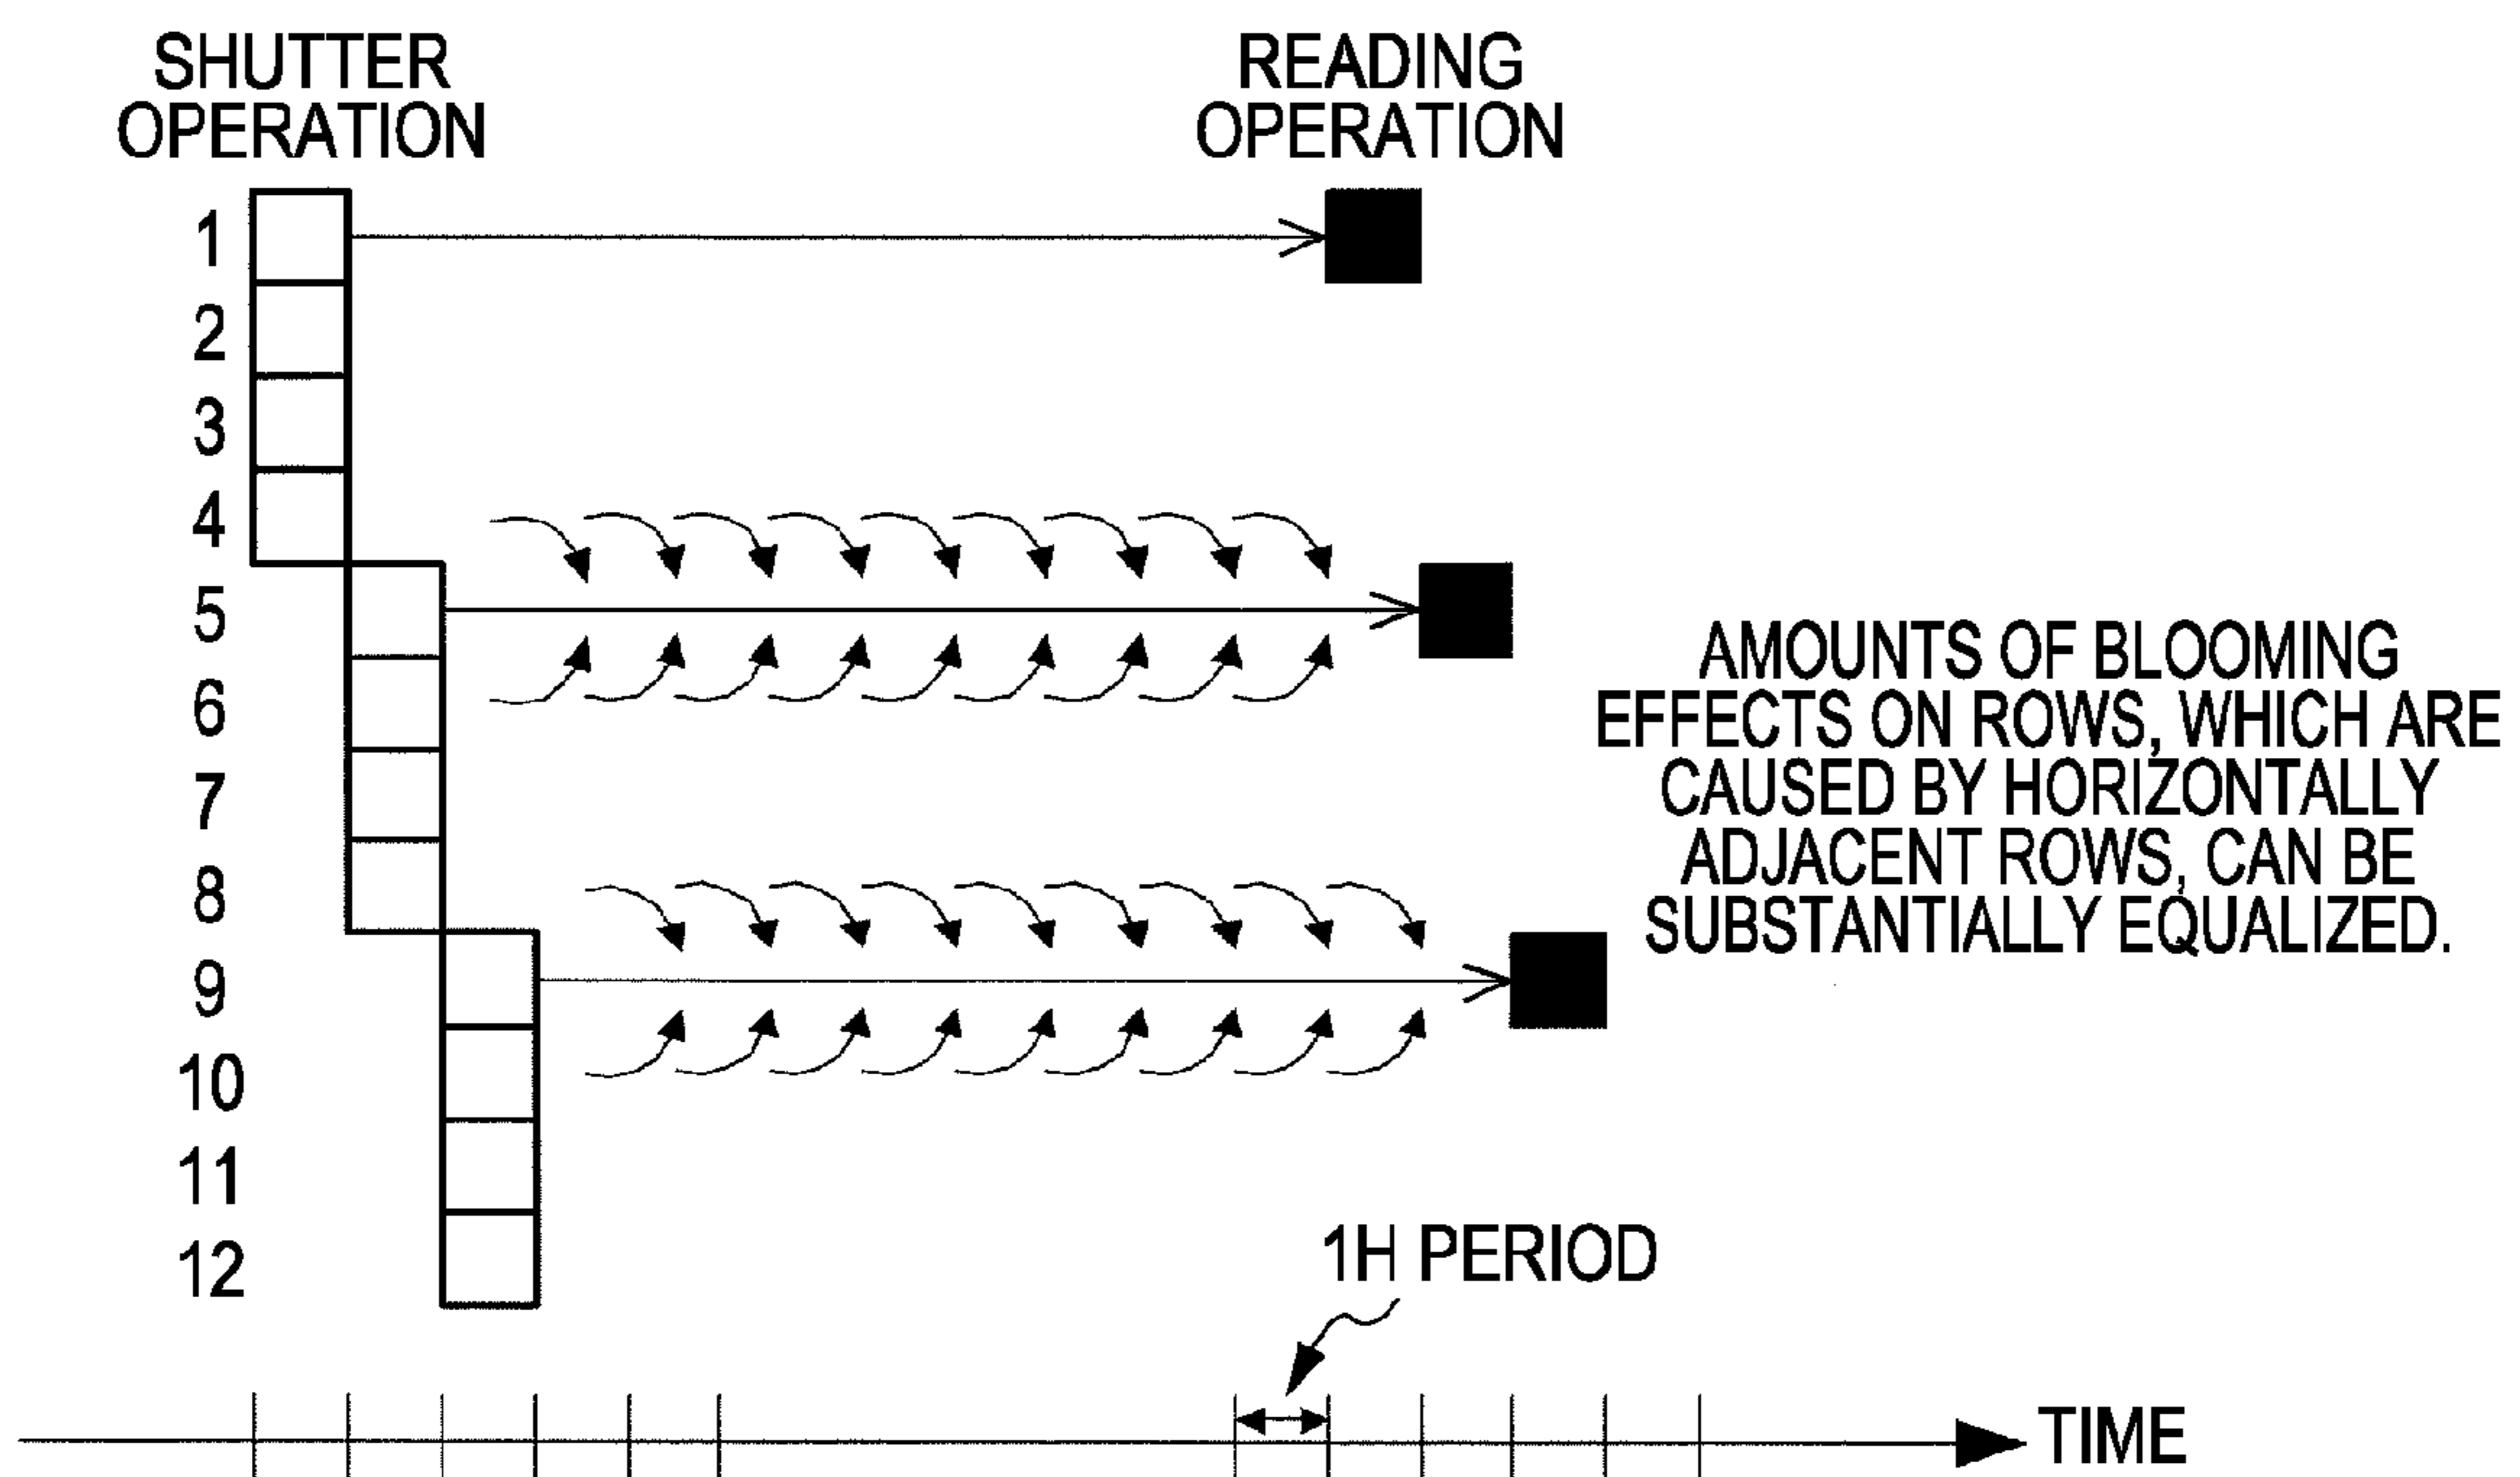 SHUTTER
OPERATION
READING
OPERATION
1
2
3
4
5
6
7
8
9
10
11
12
AMOUNTS OF BLOOMING
EFFECTS ON ROWS, WHICH ARE
CAUSED BY HORIZONTALLY
ADJACENT ROWS, CAN BE
SUBSTANTIALLY EQUALIZED.
1H PERIOD
TIME